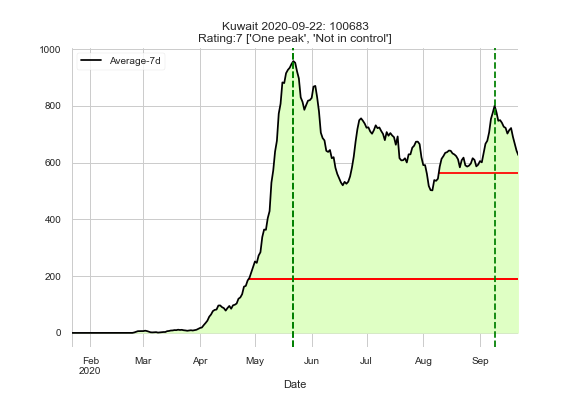 Kuwait 2020-09-22: 100683
Rating:7 ['One peak', 'Not in control']
Average-7d
1000
800
600
400
200
0
Feb Mar Apr May Jun Jul Aug Sep
2020
Date